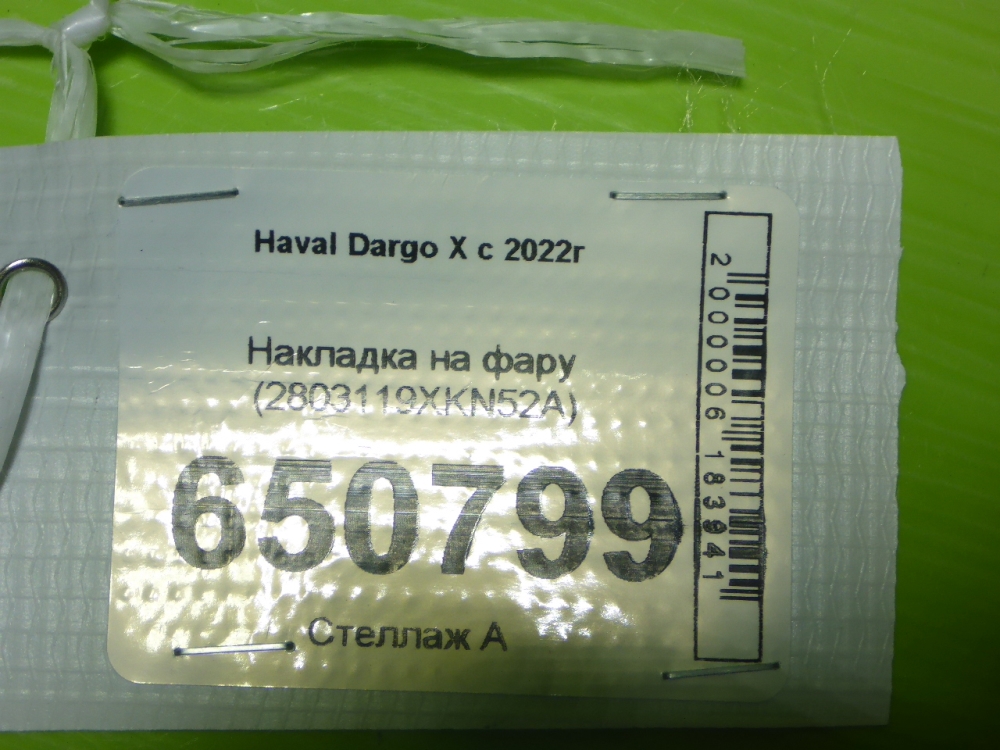 Haval Dargo X с 2022г
Накладка на фару
(2803119XKN52A)
650799
Стеллаж А
2000006183941